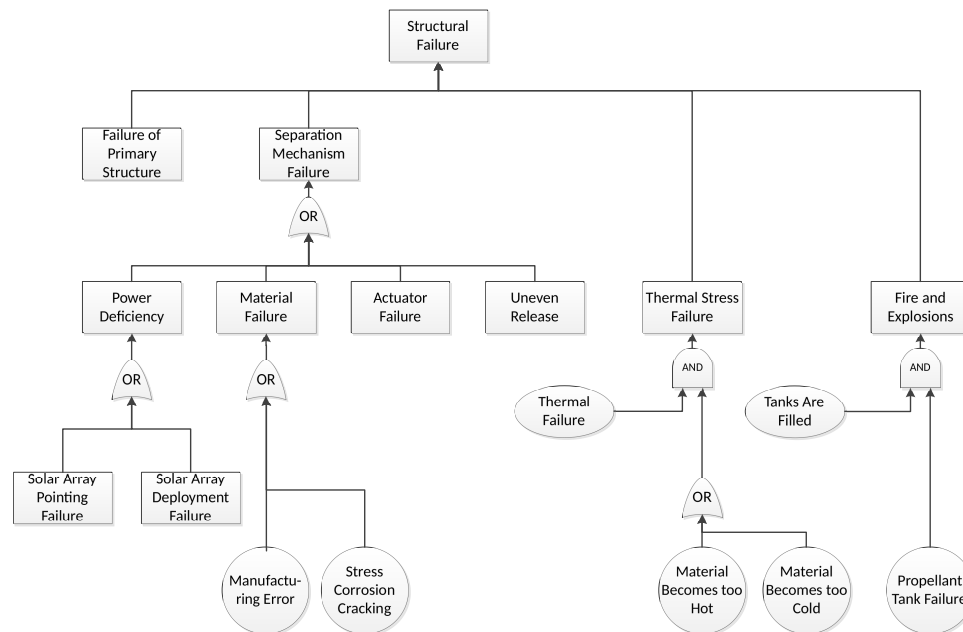 Structural
Failure
Failure of
Primary
Structure
Separation
Mechanism
Failure
OR
Power
Deficiency
Material
Failure
Actuator
Failure
Uneven
Release
Thermal Stress
Failure
Fire and
Explosions
OR
OR
AND
AND
Thermal
Failure
Tanks Are
Filled
Solar Array
Pointing
Failure
Solar Array
Deployment
Failure
OR
Manufactu-
ring Error
Stress
Corrosion
Cracking
Material
Becomes too
Hot
Material
Becomes too
Cold
Propellant
Tank Failure